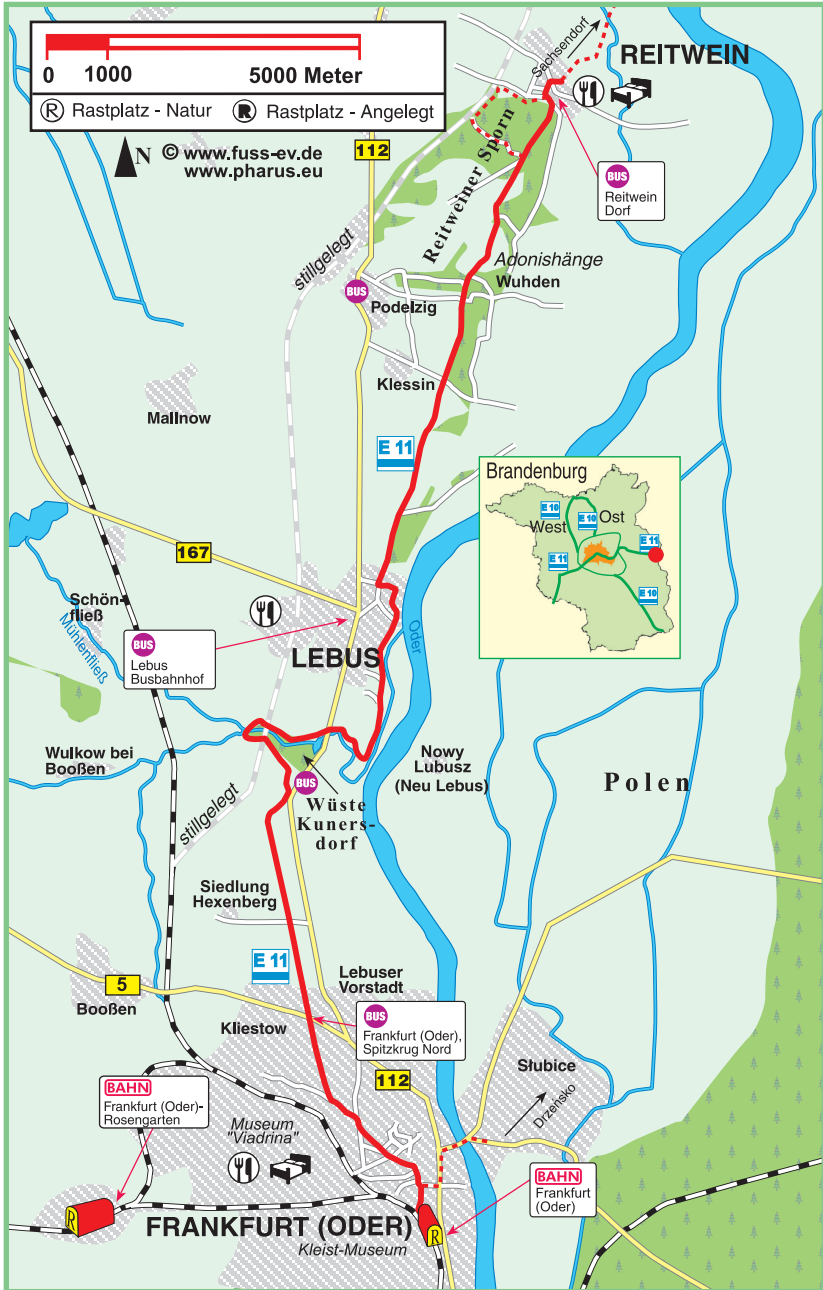 0 1000 5000 Meter
R Rastplatz - Natur R Rastplatz - Angelegt
N © www.fuss-ev.de
www.pharus.eu
112
Sachsendorf
REITWEIN
BUS
Reitwein
Dorf
Reitweiner Sporn
stillgelegt
Adonishänge
Wuhden
BUS
Podelzig
Klessin
Mallnow
E 11
Brandenburg
E 10
West
E 10
Ost
E 11
E 11
E 10
167
Schön-
fließ
Mühlenfließ
BUS
Lebus
Busbahnhof
LEBUS
Oder
Wulkow bei
Booßen
BUS
Wüste
Kuners-
dorf
Nowy
Lubusz
(Neu Lebus)
Polen
stillgelegt
Siedlung
Hexenberg
E 11
Lebuser
Vorstadt
5
Booßen
Kliestow
BUS
Frankfurt (Oder),
Spitzkrug Nord
112
Słubice
Drzeńsko
BAHN
Frankfurt (Oder)-
Rosengarten
Museum
"Viadrina"
BAHN
Frankfurt
(Oder)
R
FRANKFURT (ODER)
R
Kleist-Museum